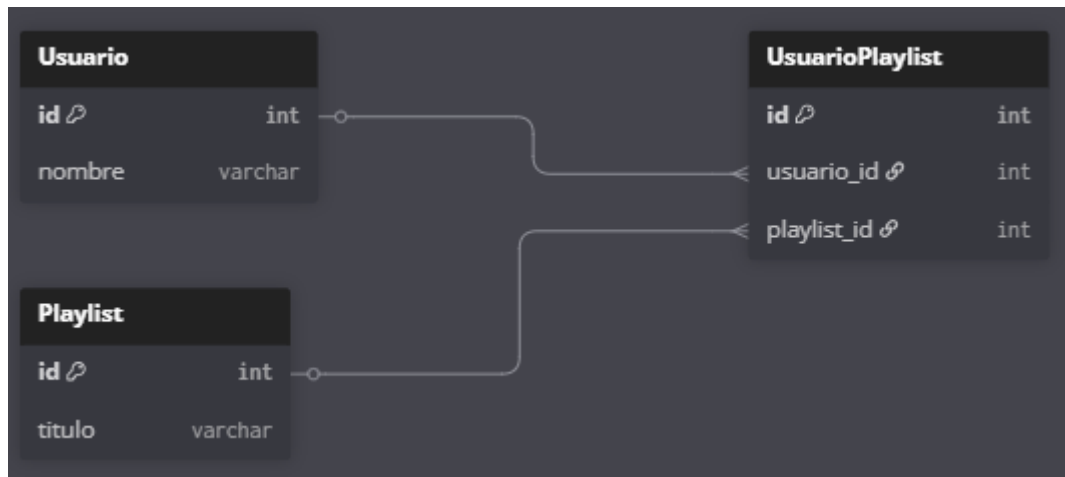 Usuario
id int
nombre varchar
UsuarioPlaylist
id int
usuario_id int
playlist_id int
Playlist
id int
titulo varchar